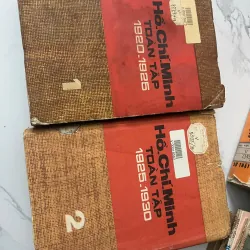 Hồ.Chí.Minh
TOÀN TẬP
1920.1925
1
Hồ.Chí.Minh
TOÀN TẬP
1925.1930
2